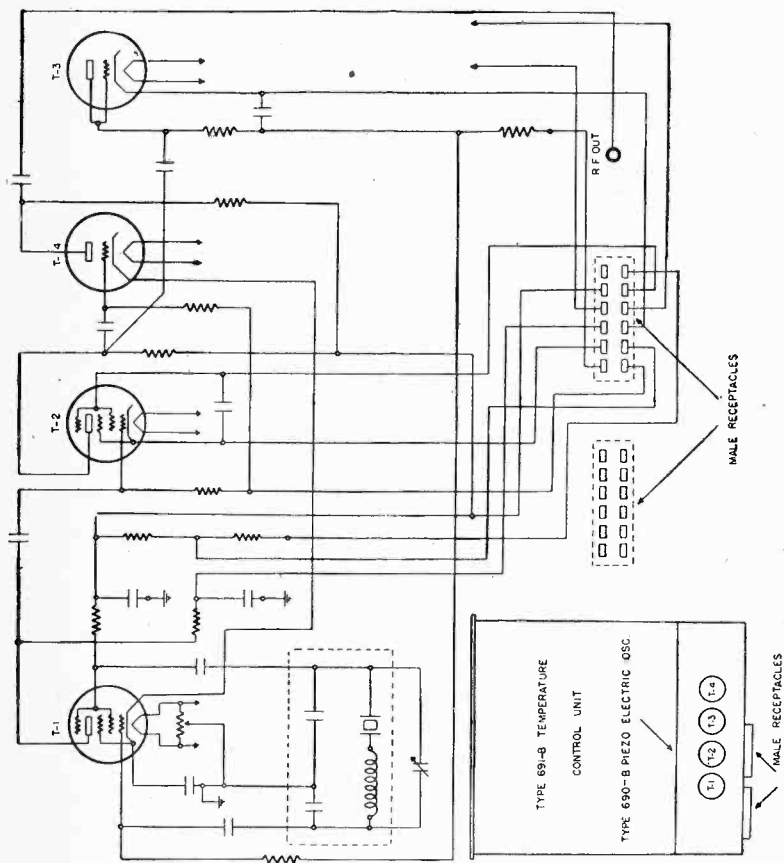 T-1
T-2
T-4
T-3
R F OUT
MALE RECEPTACLES
TYPE 691-B TEMPERATURE
CONTROL UNIT
TYPE 690-B PIEZO ELECTRIC OSC.
T-1
T-2
T-3
T-4
MALE RECEPTACLES